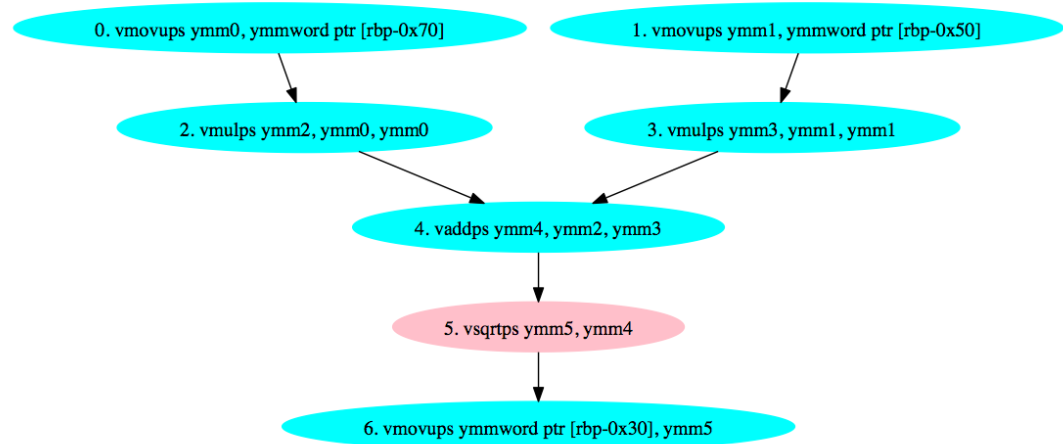 0. vmovups ymm0, ymmword ptr [rbp-0x70]
1. vmovups ymm1, ymmword ptr [rbp-0x50]
2. vmulps ymm2, ymm0, ymm0
3. vmulps ymm3, ymm1, ymm1
4. vaddps ymm4, ymm2, ymm3
5. vsqrtps ymm5, ymm4
6. vmovups ymmword ptr [rbp-0x30], ymm5